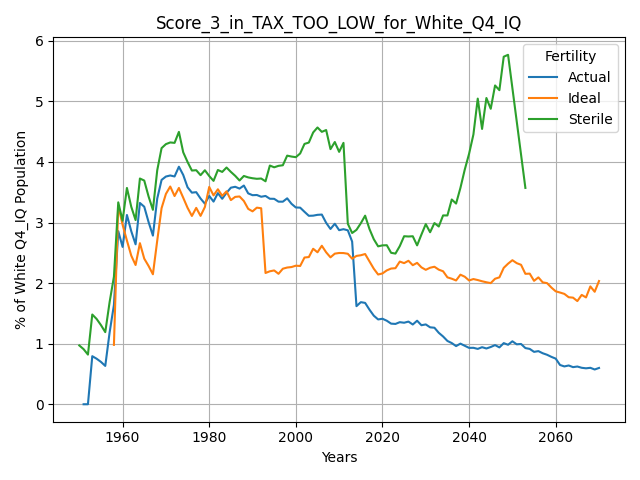 Score_3_in_TAX_TOO_LOW_for_White_Q4_IQ
Fertility
Actual
Ideal
Sterile
% of White Q4_IQ Population
6
5
4
3
2
1
0
1960 1980 2000 2020 2040 2060
Years